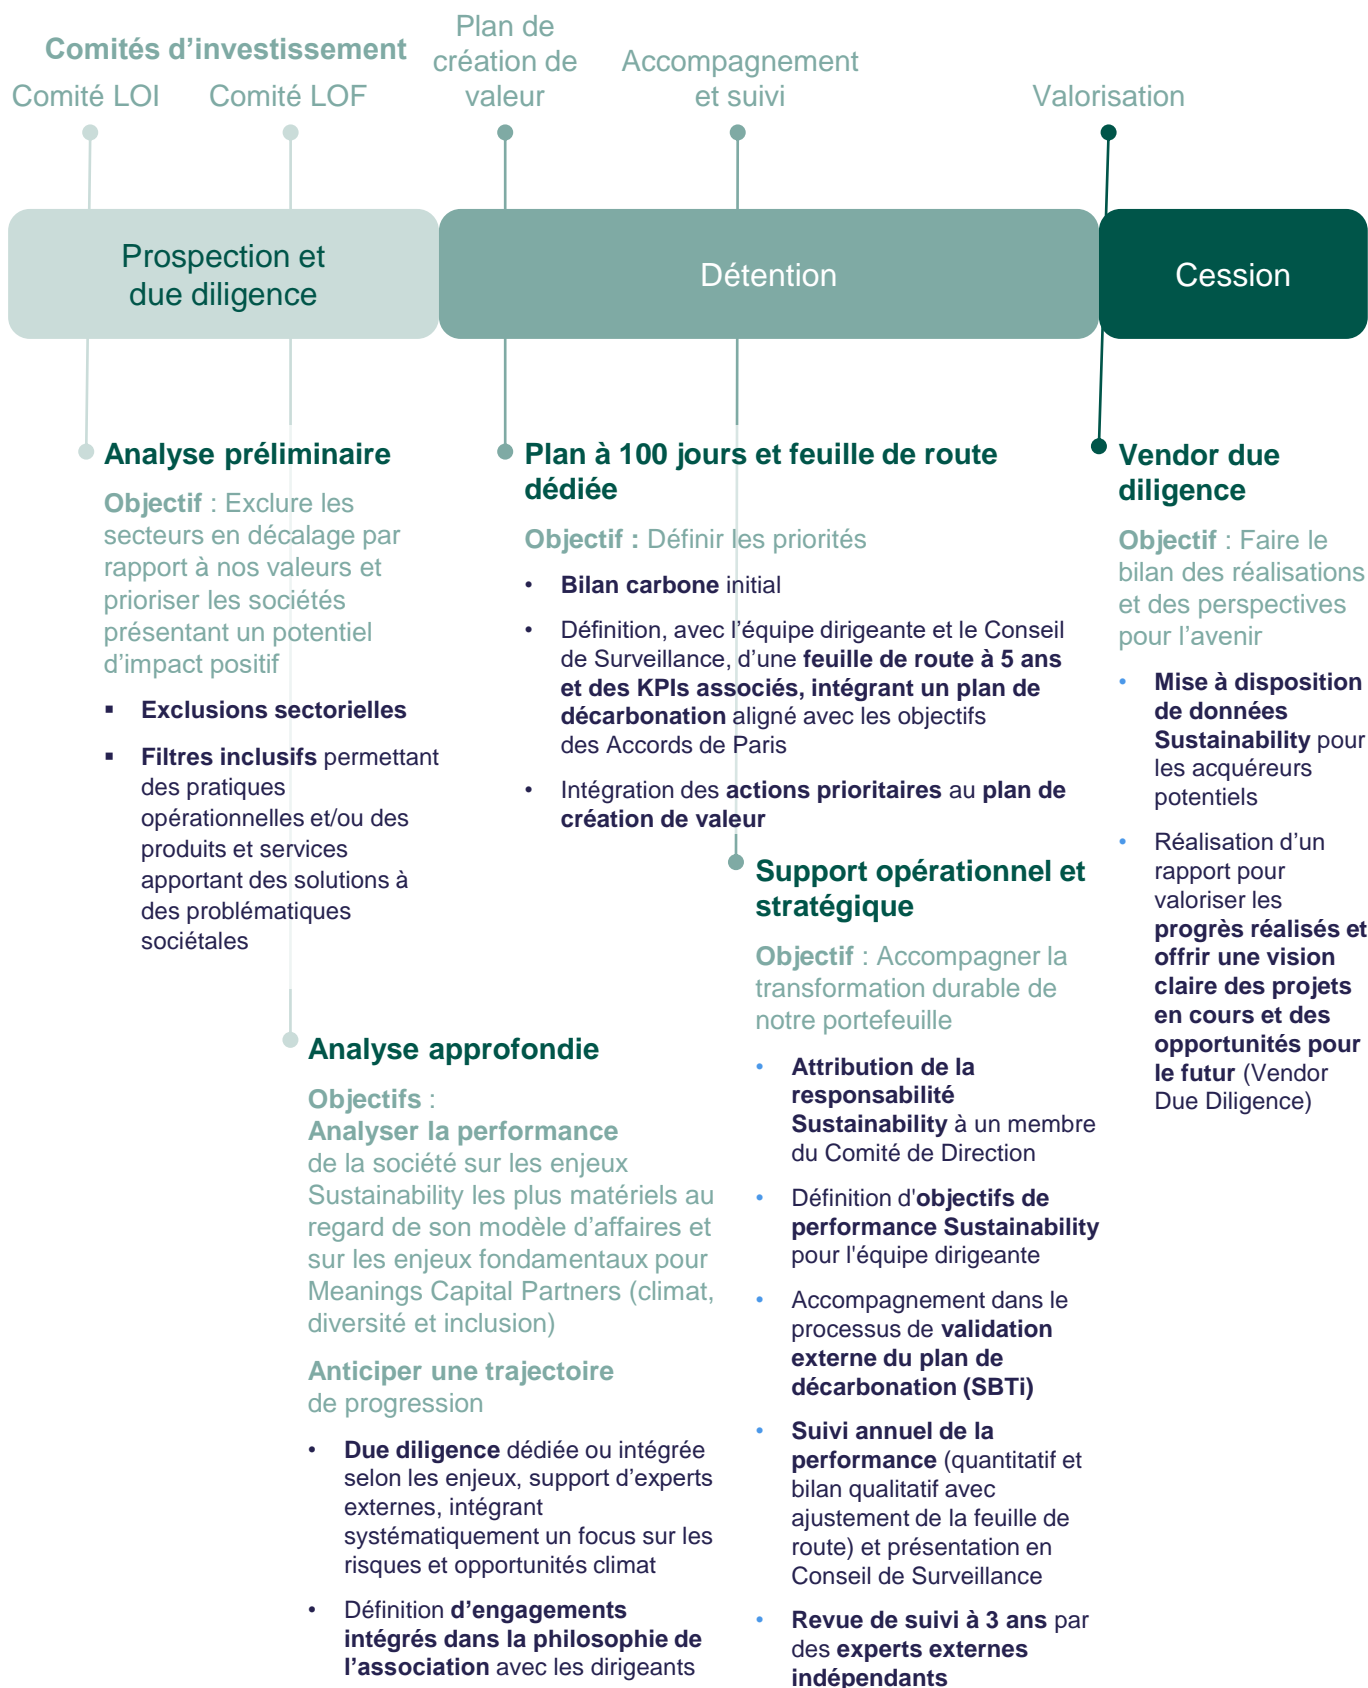 Comités d’investissement
Comité LOI
Comité LOF
Plan de
création de
valeur
Accompagnement
et suivi
Valorisation
Prospection et
due diligence
Détention
Cession
Analyse préliminaire
Objectif : Exclure les
secteurs en décalage par
rapport à nos valeurs et
prioriser les sociétés
présentant un potentiel
d’impact positif
▪ Exclusions sectorielles
▪ Filtres inclusifs permettant
des pratiques
opérationnelles et/ou des
produits et services
apportant des solutions à
des problématiques
sociétales
Analyse approfondie
Objectifs :
Analyser la performance
de la société sur les enjeux
Sustainability les plus matériels au
regard de son modèle d’affaires et
sur les enjeux fondamentaux pour
Meanings Capital Partners (climat,
diversité et inclusion)
Anticiper une trajectoire
de progression
• Due diligence dédiée ou intégrée
selon les enjeux, support d’experts
externes, intégrant
systématiquement un focus sur les
risques et opportunités climat
• Définition d’engagements
intégrés dans la philosophie de
l’association avec les dirigeants
Plan à 100 jours et feuille de route
dédiée
Objectif : Définir les priorités
• Bilan carbone initial
• Définition, avec l’équipe dirigeante et le Conseil
de Surveillance, d’une feuille de route à 5 ans
et des KPIs associés, intégrant un plan de
décarbonation aligné avec les objectifs
des Accords de Paris
• Intégration des actions prioritaires au plan de
création de valeur
Support opérationnel et
stratégique
Objectif : Accompagner la
transformation durable de
notre portefeuille
• Attribution de la
responsabilité
Sustainability à un membre
du Comité de Direction
• Définition d'objectifs de
performance Sustainability
pour l'équipe dirigeante
• Accompagnement dans le
processus de validation
externe du plan de
décarbonation (SBTi)
• Suivi annuel de la
performance (quantitatif et
bilan qualitatif avec
ajustement de la feuille de
route) et présentation en
Conseil de Surveillance
• Revue de suivi à 3 ans par
des experts externes
indépendants
Vendor due
diligence
Objectif : Faire le
bilan des réalisations
et des perspectives
pour l’avenir
• Mise à disposition
de données
Sustainability pour
les acquéreurs
potentiels
• Réalisation d’un
rapport pour
valoriser les
progrès réalisés et
offrir une vision
claire des projets
en cours et des
opportunités pour
le futur (Vendor
Due Diligence)